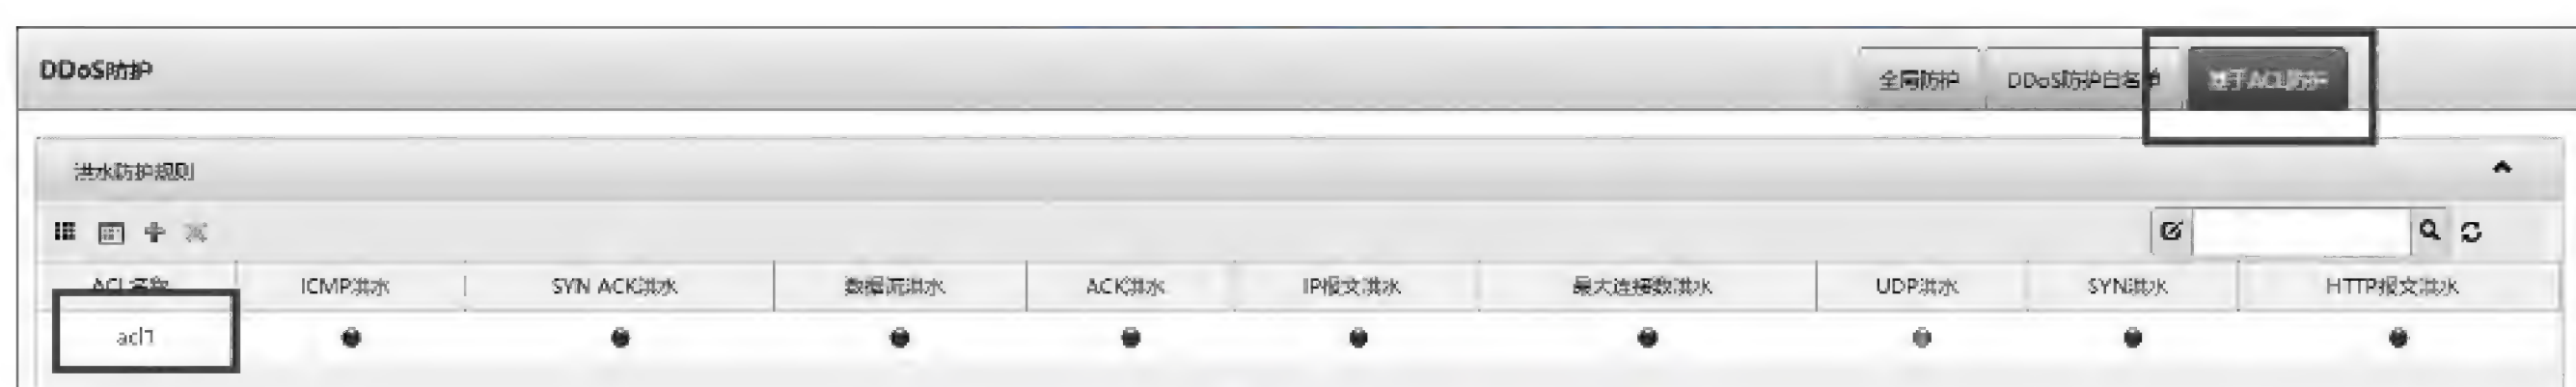 DDoS防护
全局防护 DDoS防护白名单 基于ACL防护
洪水防护规则
ACL名称 ICMP洪水 SYN ACK洪水 数据流洪水 ACK洪水 IP报文洪水 最大连接数洪水 UDP洪水 SYN洪水 HTTP报文洪水
acl1